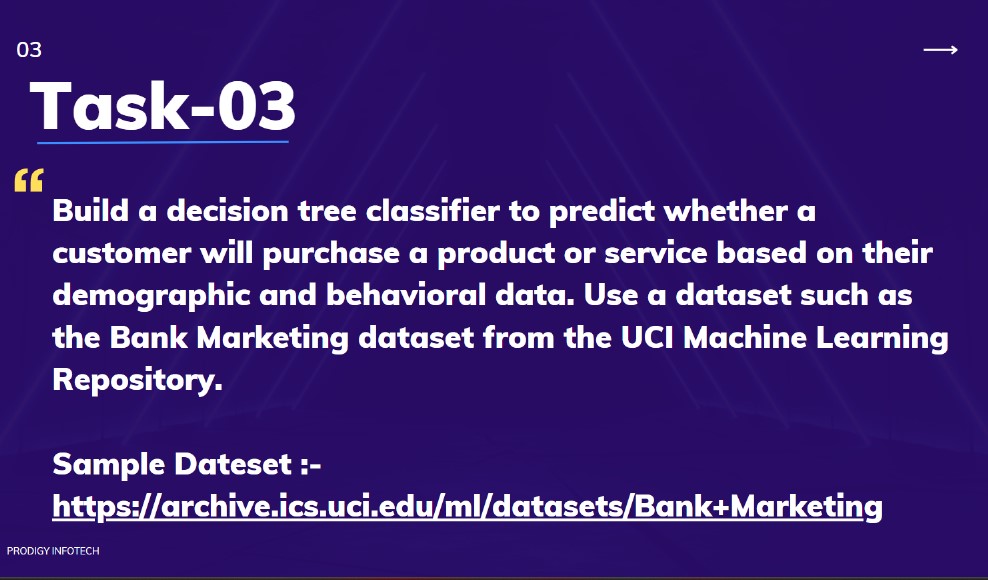 03
Task-03
“
Build a decision tree classifier to predict whether a
customer will purchase a product or service based on their
demographic and behavioral data. Use a dataset such as
the Bank Marketing dataset from the UCI Machine Learning
Repository.
Sample Dateset :-
https://archive.ics.uci.edu/ml/datasets/Bank+Marketing
PRODIGY INFOTECH